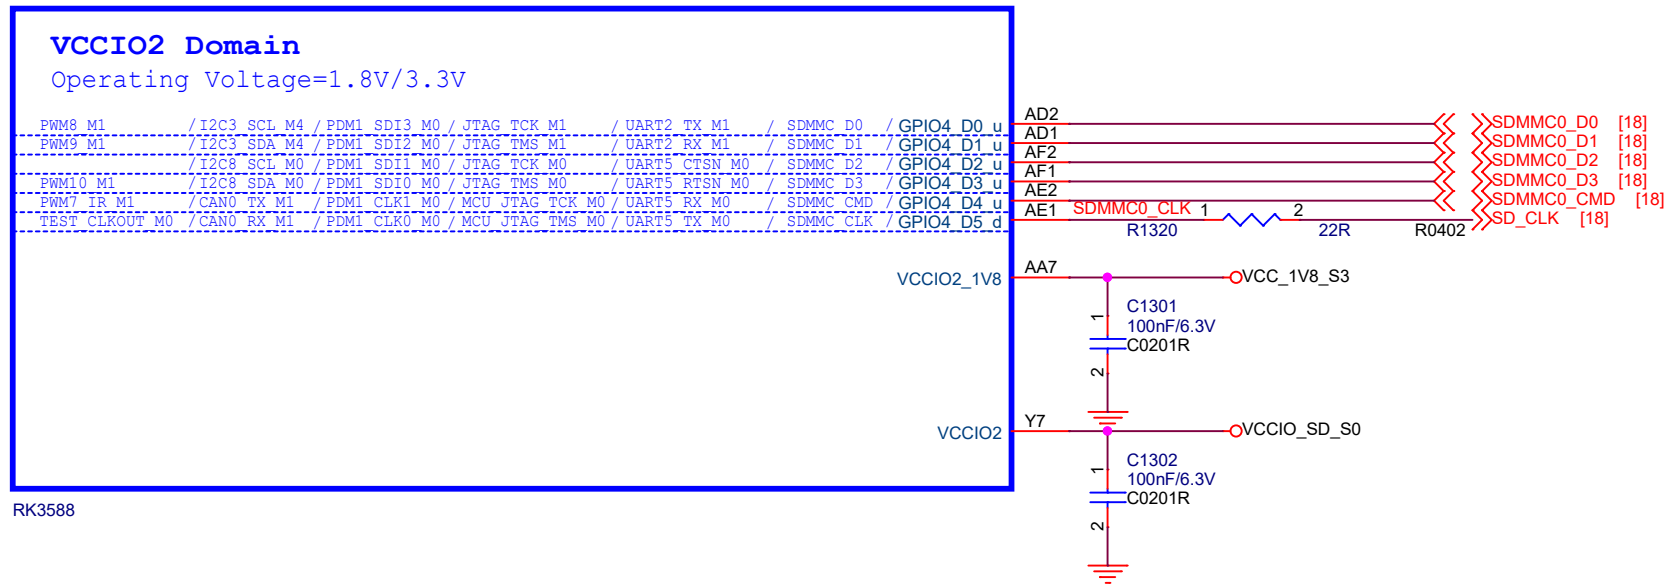 VCCIO2 Domain
Operating Voltage=1.8V/3.3V
PWM8_M1 /I2C3_SCL_M4 /PDM1_SDI3_M0 /JTAG_TCK_M1 /UART2_TX_M1 / SDMMC_D0 /GPIO4_D0_u AD2 SDMMC0_D0 [18]
PWM9_M1 /I2C3_SDA_M4 /PDM1_SDI2_M0 /JTAG_TMS_M1 /UART2_RX_M1 / SDMMC_D1 /GPIO4_D1_u AD1 SDMMC0_D1 [18]
/I2C8_SCL_M0 /PDM1_SDI1_M0 /JTAG_TCK_M0 /UART5_CTSN_M0 / SDMMC_D2 /GPIO4_D2_u AF2 SDMMC0_D2 [18]
PWM10_M1 /I2C8_SDA_M0 /PDM1_SDI0_M0 /JTAG_TMS_M0 /UART5_RTSN_M0 / SDMMC_D3 /GPIO4_D3_u AF1 SDMMC0_D3 [18]
PWM7_IR_M1 /CAN0_TX_M1 /PDM1_CLK1_M0 /MCU_JTAG_TCK_M0 /UART5_RX_M0 / SDMMC_CMD /GPIO4_D4_u AE2 SDMMC0_CMD [18]
TEST_CLKOUT_M0 /CAN0_RX_M1 /PDM1_CLK0_M0 /MCU_JTAG_TMS_M0 /UART5_TX_M0 / SDMMC_CLK /GPIO4_D5_d AE1 SDMMC0_CLK 1 2 SD_CLK [18]
R1320 22R R0402
VCCIO2_1V8 AA7 VCC_1V8_S3
C1301
1
100nF/6.3V
C0201R
2
VCCIO2 Y7 VCCIO_SD_S0
C1302
1
100nF/6.3V
C0201R
2
RK3588